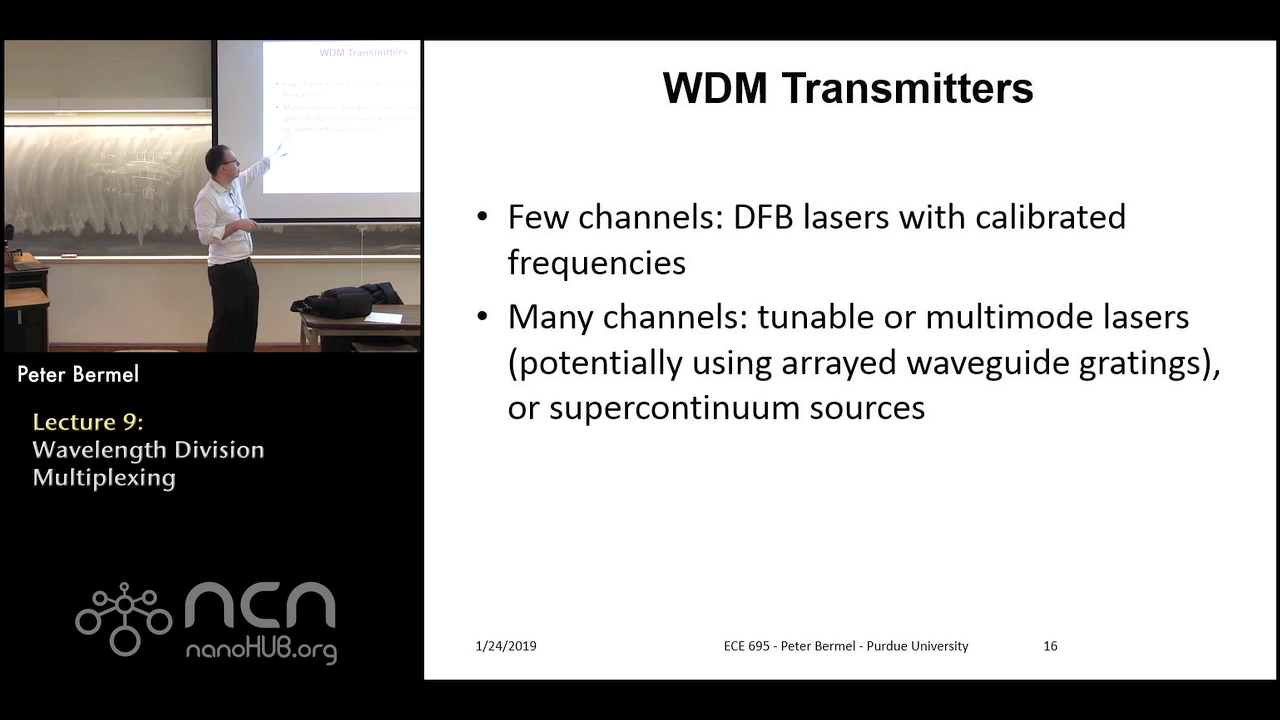 WDM Transmitters
WDM Transmitters
• Few channels: DFB lasers with calibrated
frequencies
• Many channels: tunable or multimode lasers
(potentially using arrayed waveguide gratings),
or supercontinuum sources
Peter Bermel
Lecture 9:
Wavelength Division
Multiplexing
ncn
nanoHUB.org
1/24/2019
ECE 695 - Peter Bermel - Purdue University
16